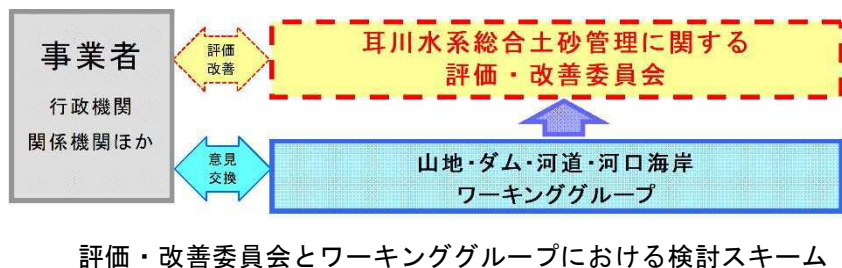 事業者
行政機関
関係機関ほか
評価
改善
耳川水系総合土砂管理に関する
評価・改善委員会
意見
交換
山地・ダム・河道・河口海岸
ワーキンググループ
評価・改善委員会とワーキンググループにおける検討スキーム